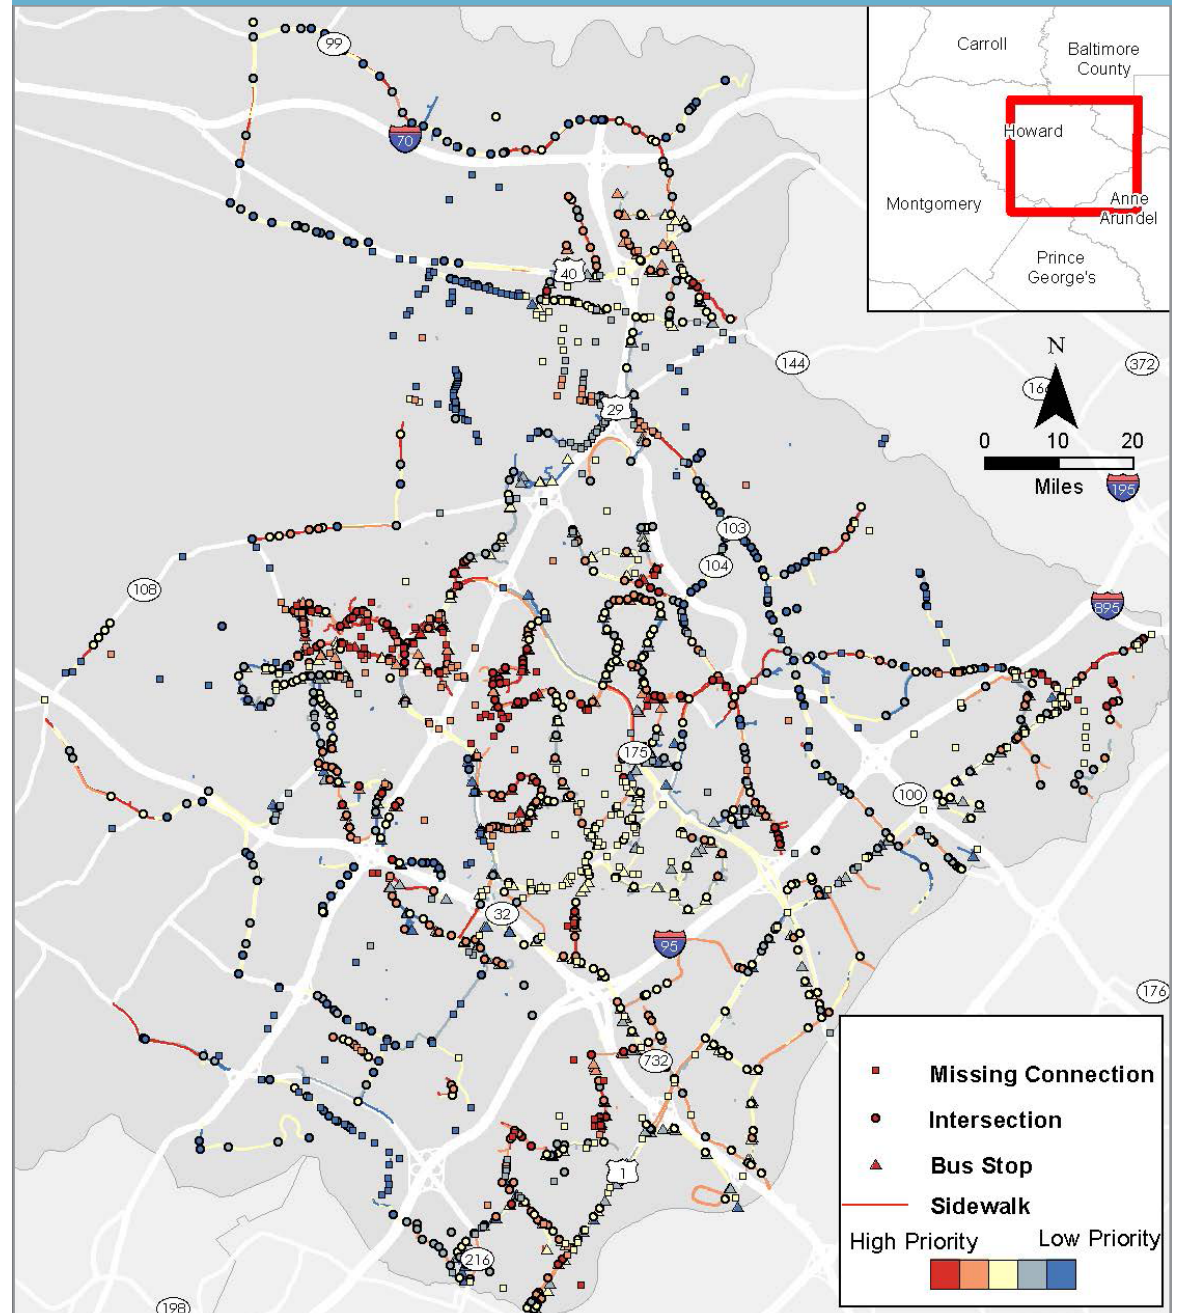 99
Carroll
Baltimore
County
70
Howard
Montgomery
Anne
Arundel
Prince
George's
40
N
144
372
166
29
0 10 20
Miles
195
103
104
108
895
175
100
32
95
176
732
Missing Connection
Intersection
Bus Stop
1
Sidewalk
High Priority Low Priority
216
198